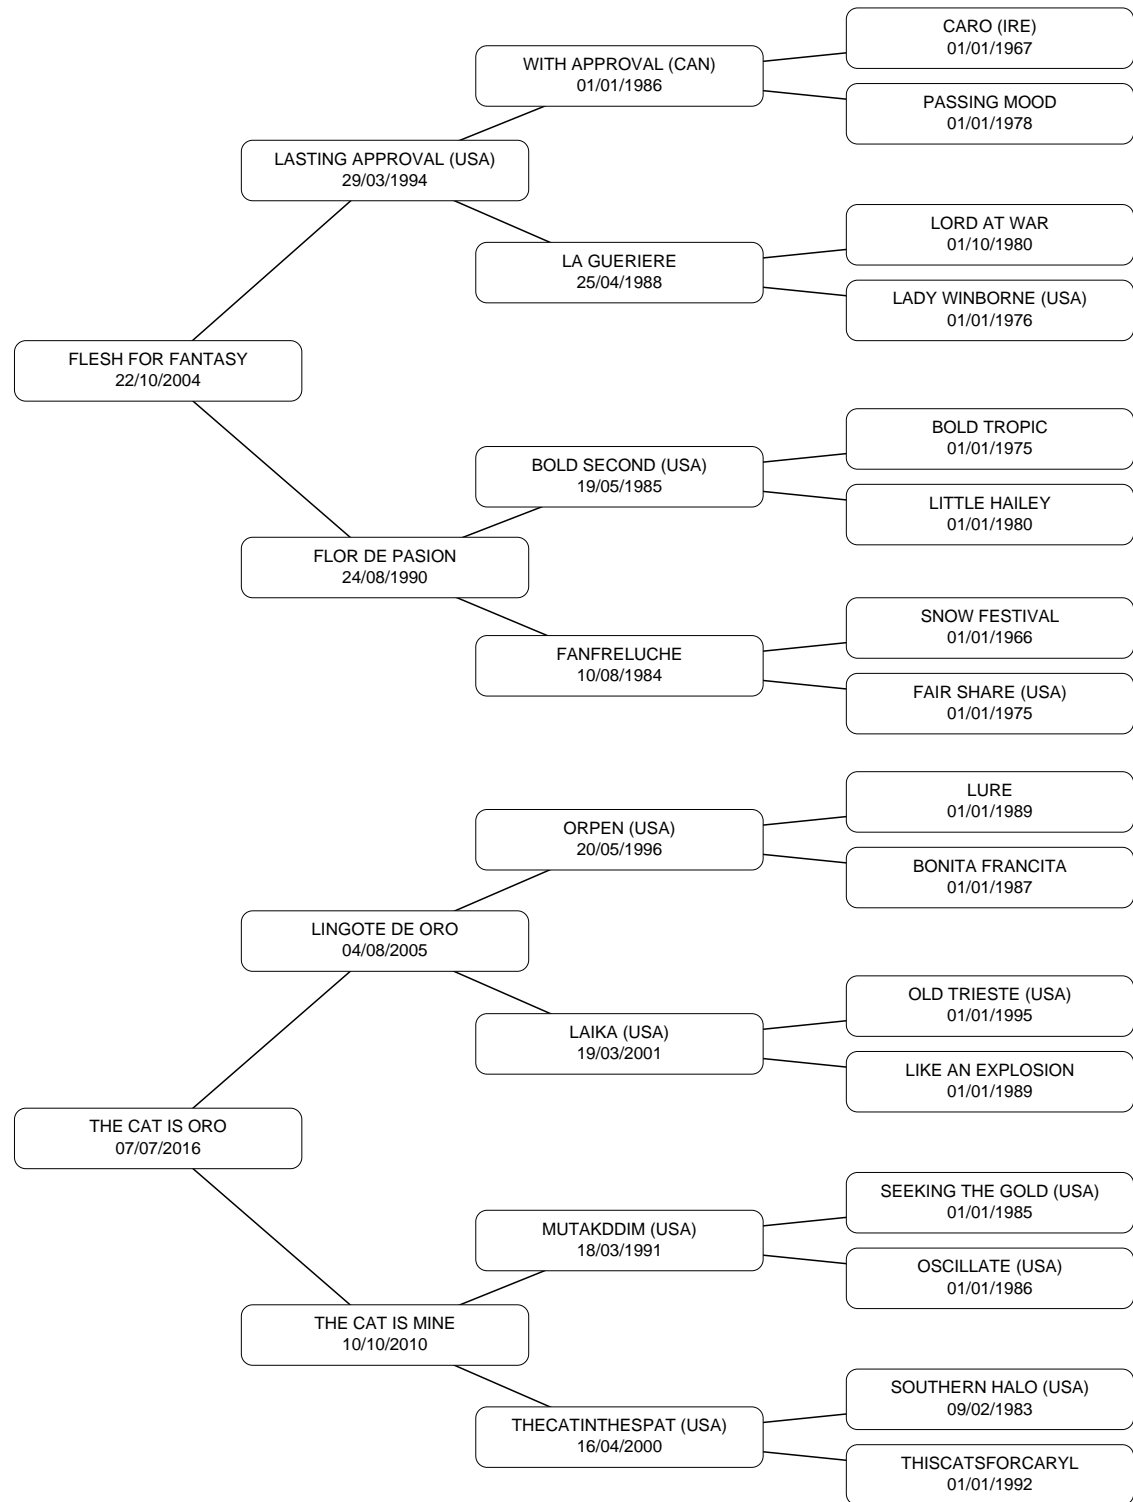 CARO (IRE)
01/01/1967
WITH APPROVAL (CAN)
01/01/1986
PASSING MOOD
01/01/1978
LASTING APPROVAL (USA)
29/03/1994
LORD AT WAR
01/10/1980
LA GUERIERE
25/04/1988
LADY WINBORNE (USA)
01/01/1976
FLESH FOR FANTASY
22/10/2004
BOLD TROPIC
01/01/1975
BOLD SECOND (USA)
19/05/1985
LITTLE HAILEY
01/01/1980
FLOR DE PASION
24/08/1990
SNOW FESTIVAL
01/01/1966
FANFRELUCHE
10/08/1984
FAIR SHARE (USA)
01/01/1975
LURE
01/01/1989
ORPEN (USA)
20/05/1996
BONITA FRANCITA
01/01/1987
LINGOTE DE ORO
04/08/2005
OLD TRIESTE (USA)
01/01/1995
LAIKA (USA)
19/03/2001
LIKE AN EXPLOSION
01/01/1989
THE CAT IS ORO
07/07/2016
SEEKING THE GOLD (USA)
01/01/1985
MUTAKDDIM (USA)
18/03/1991
OSCILLATE (USA)
01/01/1986
THE CAT IS MINE
10/10/2010
SOUTHERN HALO (USA)
09/02/1983
THECATINTHESPAT (USA)
16/04/2000
THISCATSFORCARYL
01/01/1992